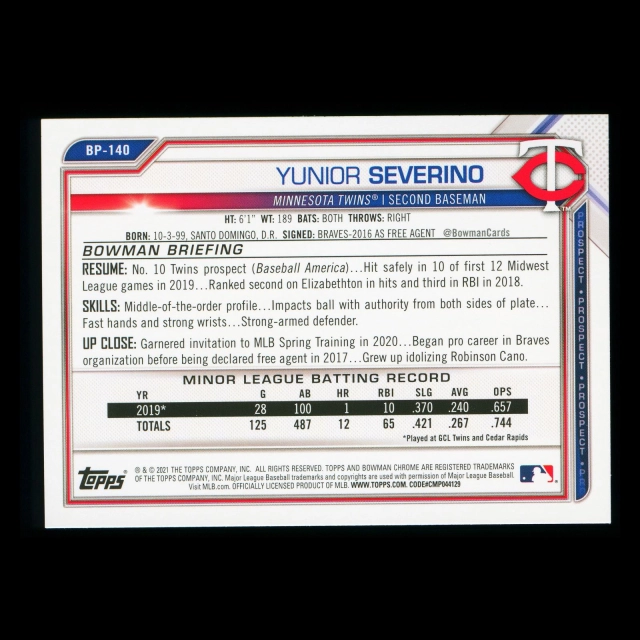 BP-140
YUNIOR SEVERINO
MINNESOTA TWINS® | SECOND BASEMAN
HT: 6'1" WT: 189 BATS: BOTH THROWS: RIGHT
BORN: 10-3-99, SANTO DOMINGO, D.R. SIGNED: BRAVES-2016 AS FREE AGENT @BowmanCards
BOWMAN BRIEFING
RESUME: No. 10 Twins prospect (Baseball America)...Hit safely in 10 of first 12 Midwest
League games in 2019...Ranked second on Elizabethton in hits and third in RBI in 2018.
SKILLS: Middle-of-the-order profile...Impacts ball with authority from both sides of plate...
Fast hands and strong wrists...Strong-armed defender.
UP CLOSE: Garnered invitation to MLB Spring Training in 2020...Began pro career in Braves
organization before being declared free agent in 2017...Grew up idolizing Robinson Cano.
MINOR LEAGUE BATTING RECORD
YR G AB HR RBI SLG AVG OPS
2019* 28 100 1 10 .370 .240 .657
TOTALS 125 487 12 65 .421 .267 .744
*Played at GCL Twins and Cedar Rapids
Topps®
® & © 2021 THE TOPPS COMPANY, INC. ALL RIGHTS RESERVED. TOPPS AND BOWMAN CHROME ARE REGISTERED TRADEMARKS
OF THE TOPPS COMPANY, INC. Major League Baseball trademarks and copyrights are used with permission of Major League Baseball.
Visit MLB.com. OFFICIALLY LICENSED PRODUCT OF MLB. WWW.TOPPS.COM. CODE#CMP044129
TC
PROSPECT • PROSPECT • PROSPECT • PROSPECT